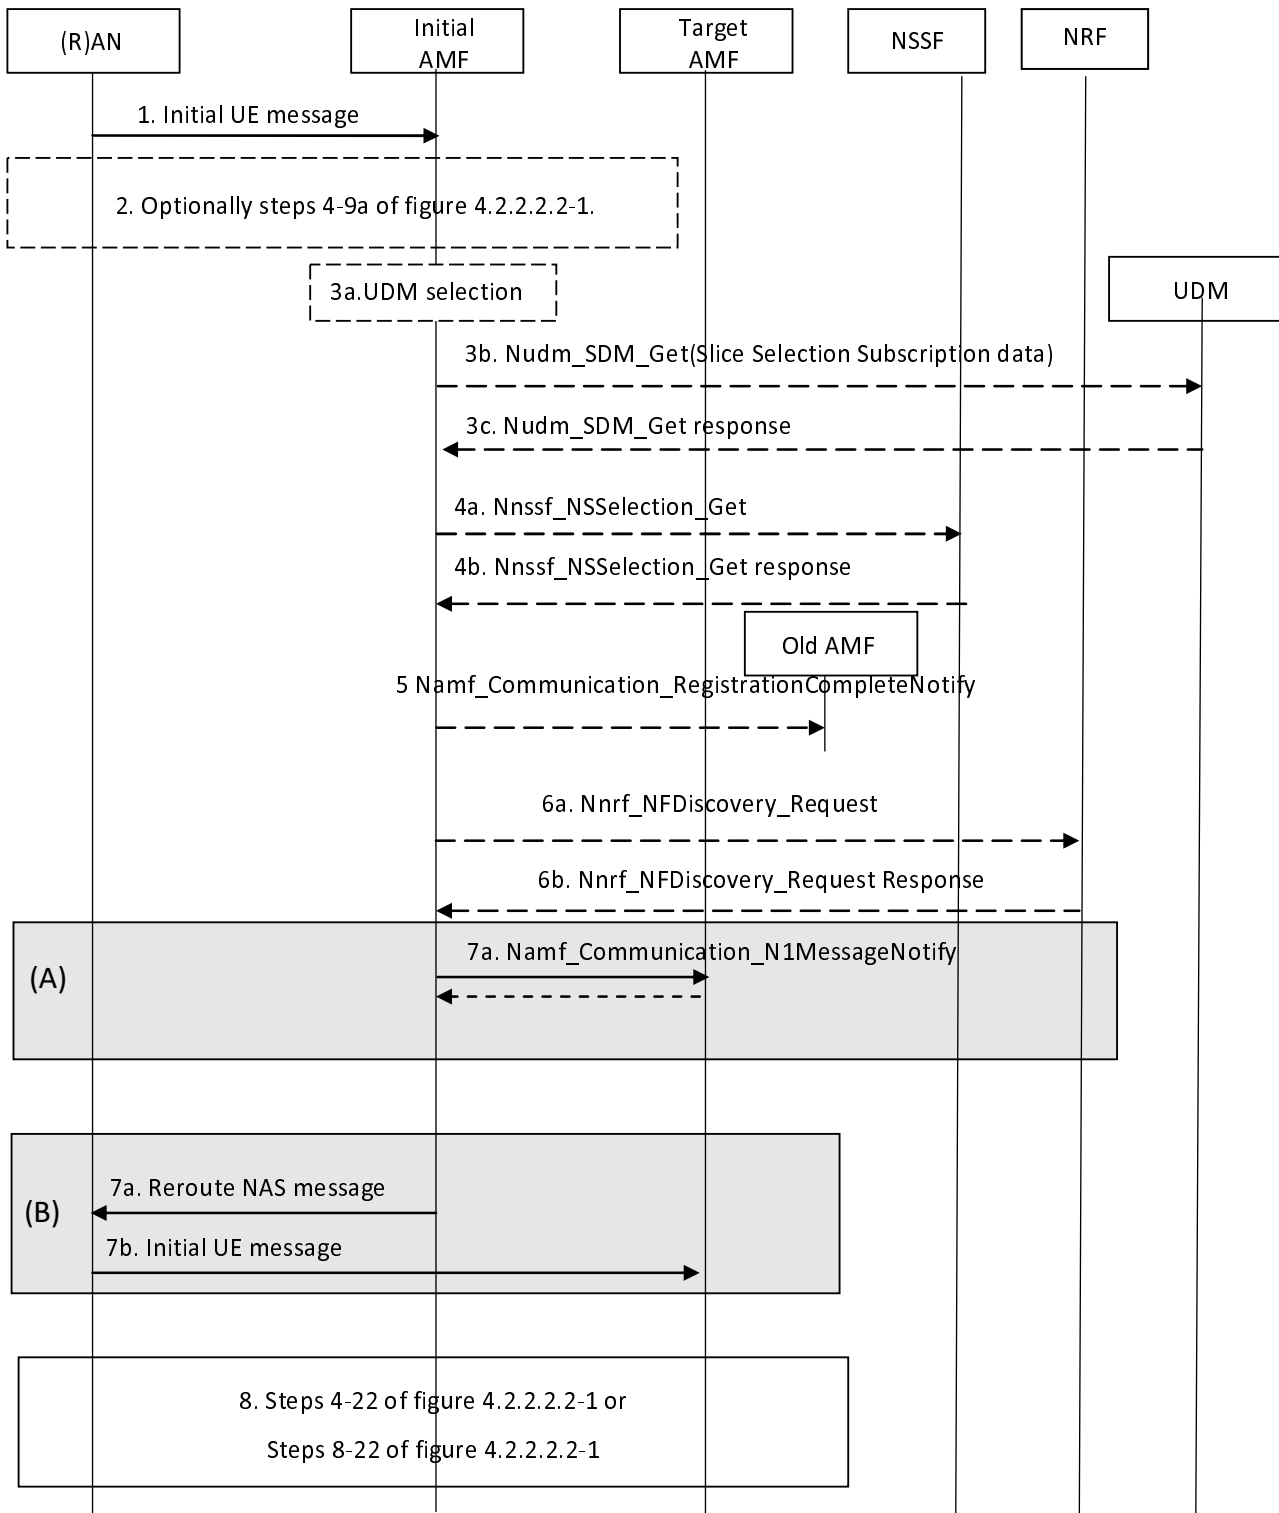 (R)AN
Initial
AMF
Target
AMF
NSSF
NRF
1. Initial UE message
2. Optionally steps 4-9a of figure 4.2.2.2.2-1.
3a.UDM selection
UDM
3b. Nudm_SDM_Get(Slice Selection Subscription data)
3c. Nudm_SDM_Get response
4a. Nnssf_NSSelection_Get
4b. Nnssf_NSSelection_Get response
Old AMF
5 Namf_Communication_RegistrationCompleteNotify
6a. Nnrf_NFDiscovery_Request
6b. Nnrf_NFDiscovery_Request Response
(A)
7a. Namf_Communication_N1MessageNotify
(B)
7a. Reroute NAS message
7b. Initial UE message
8. Steps 4-22 of figure 4.2.2.2.2-1 or
Steps 8-22 of figure 4.2.2.2.2-1